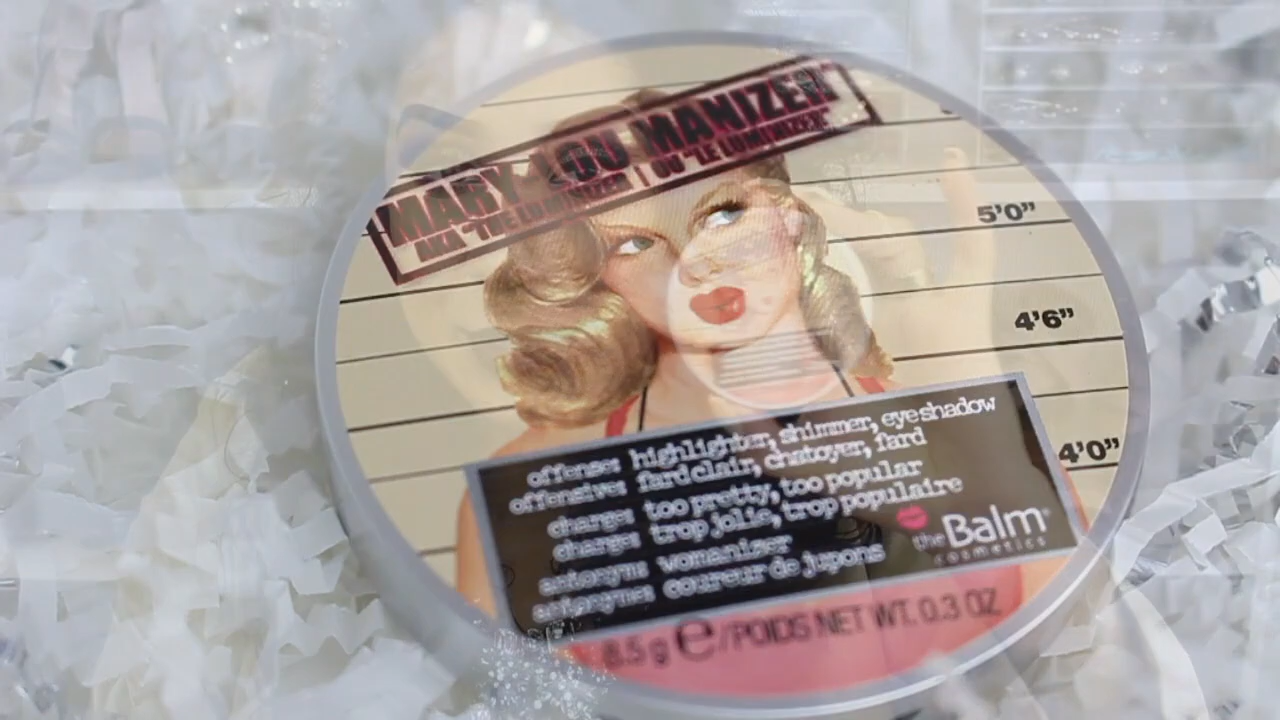 MARY-LOU MANIZER
AKA "THE LUMINIZER" | OU "LE LUMINIZER"
5'0"
4'6"
4'0"
offense: highlighter, shimmer, eyeshadow
offensive: fard clair, chatoyer, fard
charge: too pretty, too popular
charge: trop jolie, trop populaire
antonym: womanizer
antonyme: coureur de jupons
theBalm®
cosmetics
8.5 g e/POIDS NET WT. 0.3 OZ